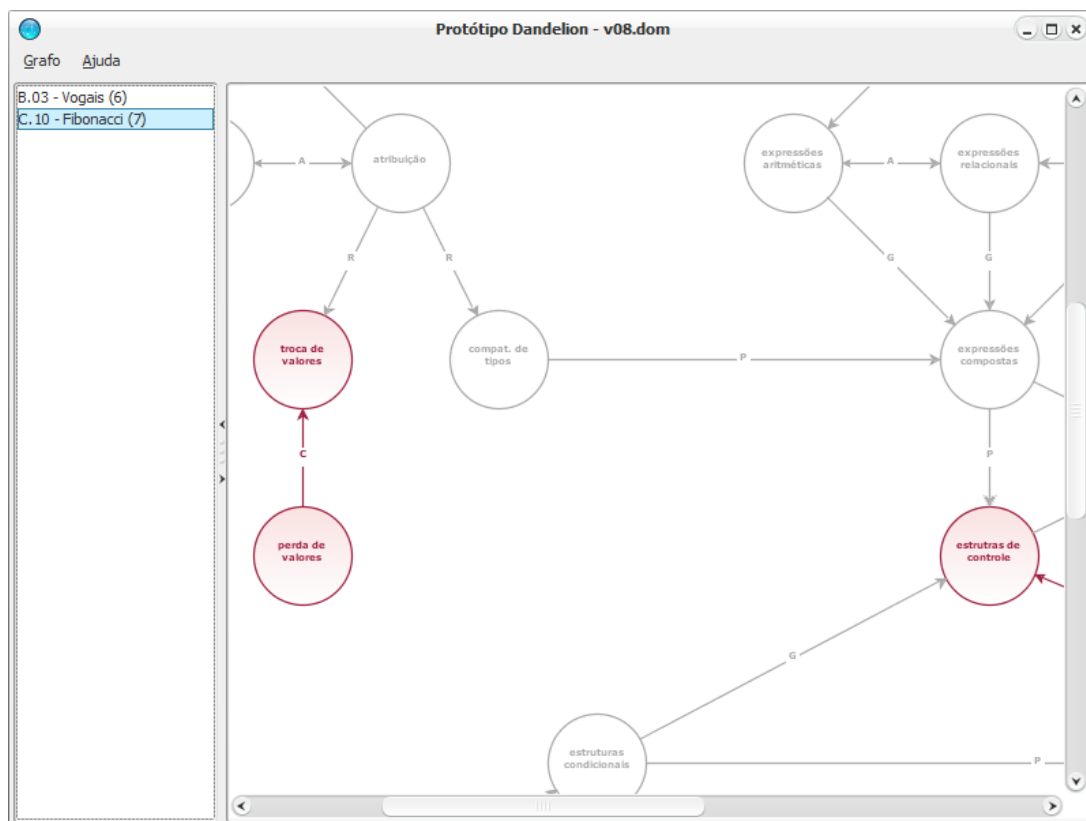 Protótipo Dandelion - v08.dom
Grafo Ajuda
B.03 - Vogais (6)
C.10 - Fibonacci (7)
A
atribuição
expressões
aritméticas
A
expressões
relacionais
R
R
G
G
troca de
valores
compat. de
tipos
P
expressões
compostas
C
P
perda de
valores
estrutras de
controle
G
estruturas
condicionais
P